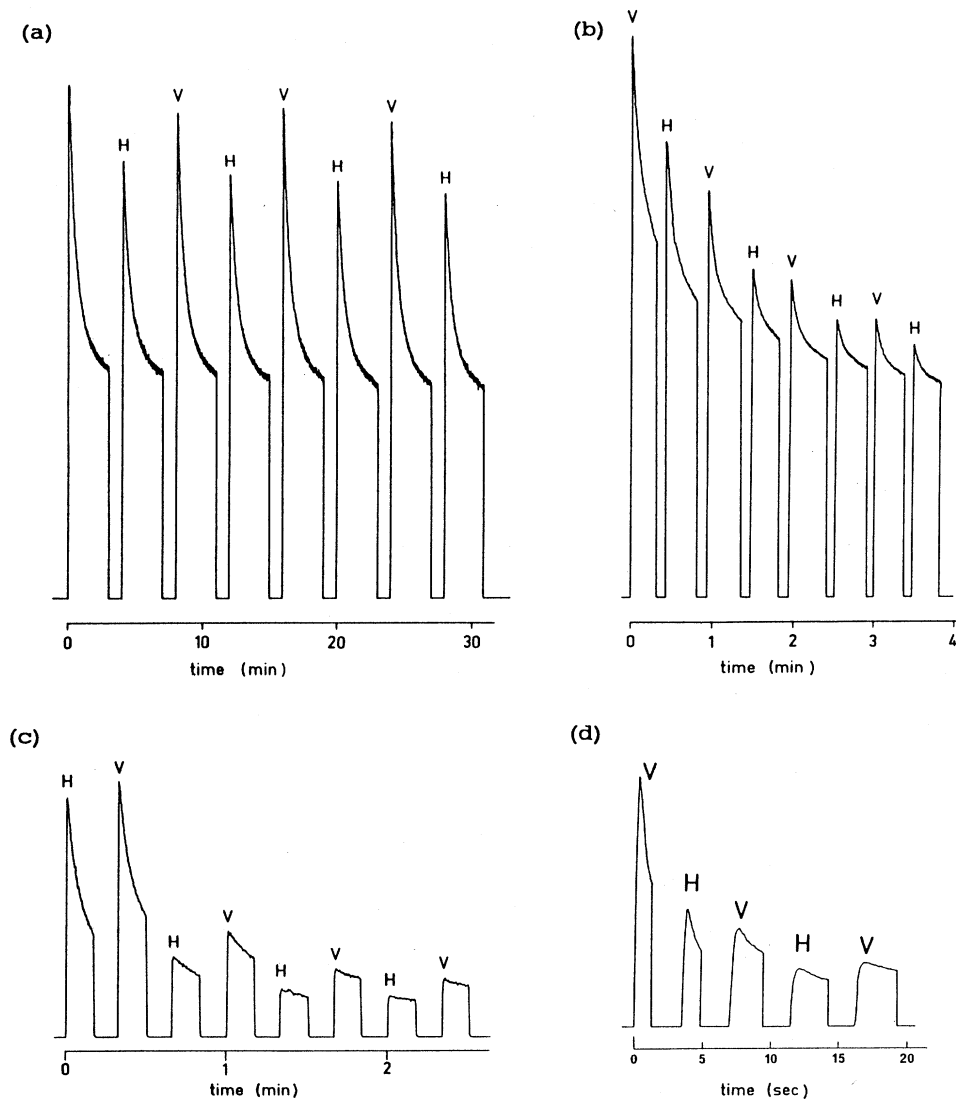 (a)
V V V
H H H H
0 10 20 30
time (min)
(b)
V
H
V
H V
H V H
0 1 2 3 4
time (min)
(c)
H V
H V H V H V
0 1 2
time (min)
(d)
V
H V
H V
0 5 10 15 20
time (sec)